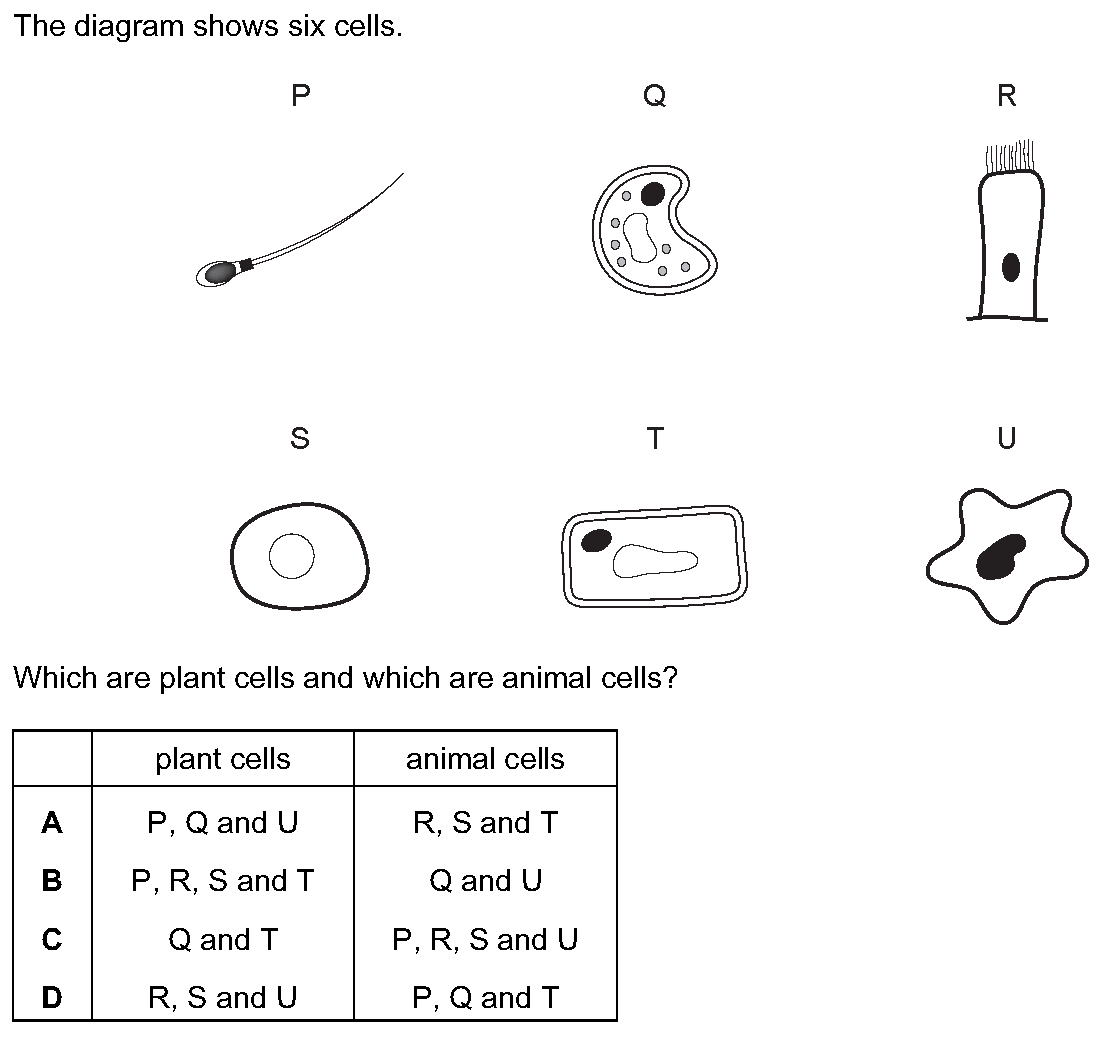 The diagram shows six cells.
P Q R
S T U
Which are plant cells and which are animal cells?
plant cells animal cells
A P, Q and U R, S and T
B P, R, S and T Q and U
C Q and T P, R, S and U
D R, S and U P, Q and T